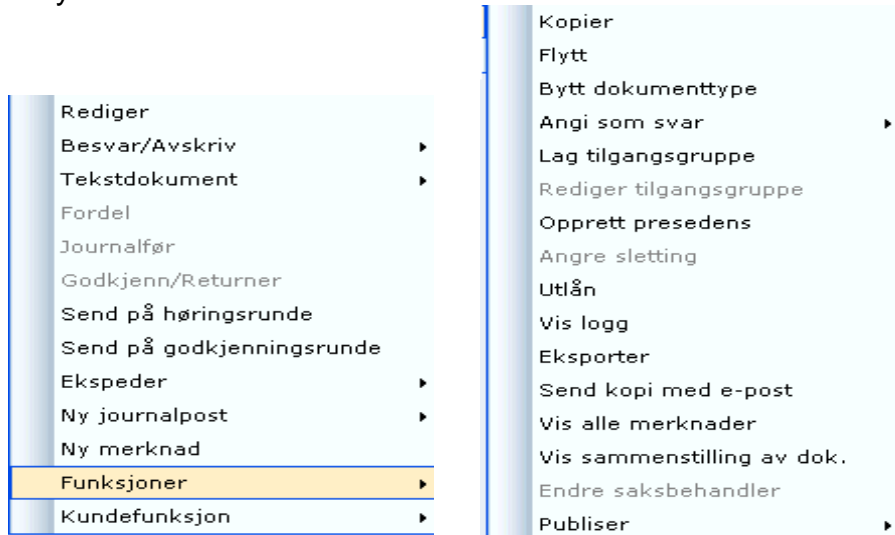 Rediger
Besvar/Avskriv
Tekstdokument
Fordel
Journalfør
Godkjenn/Returner
Send på høringsrunde
Send på godkjenningsrunde
Ekspeder
Ny journalpost
Ny merknad
Funksjoner
Kundefunksjon
Kopier
Flytt
Bytt dokumenttype
Angi som svar
Lag tilgangsgruppe
Rediger tilgangsgruppe
Opprett presedens
Angre sletting
Utlån
Vis logg
Eksporter
Send kopi med e-post
Vis alle merknader
Vis sammenstilling av dok.
Endre saksbehandler
Publiser